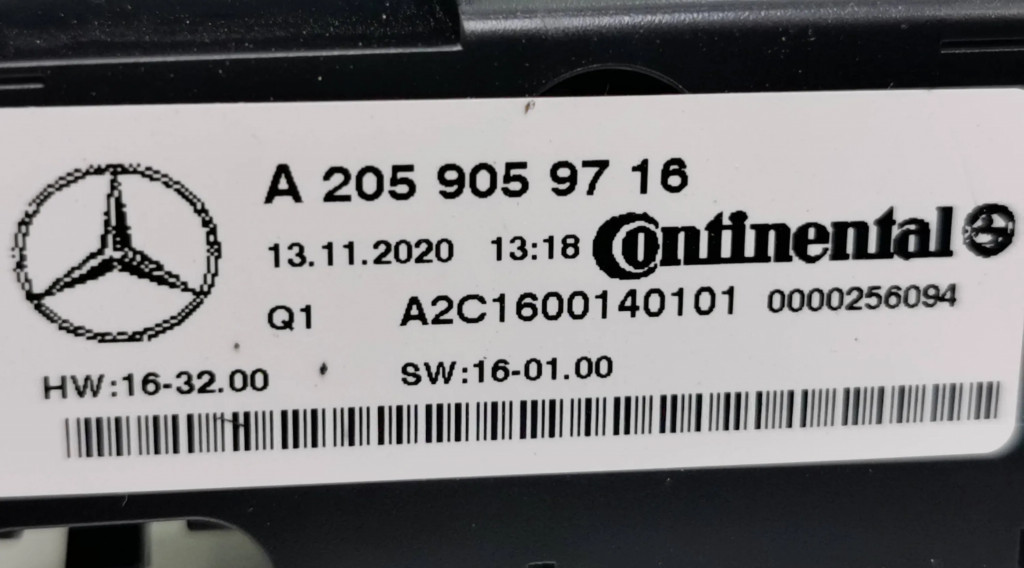 A 205 905 97 16
13.11.2020 13:18 Continental
Q1 A2C1600140101 0000256094
HW:16-32.00 SW:16-01.00